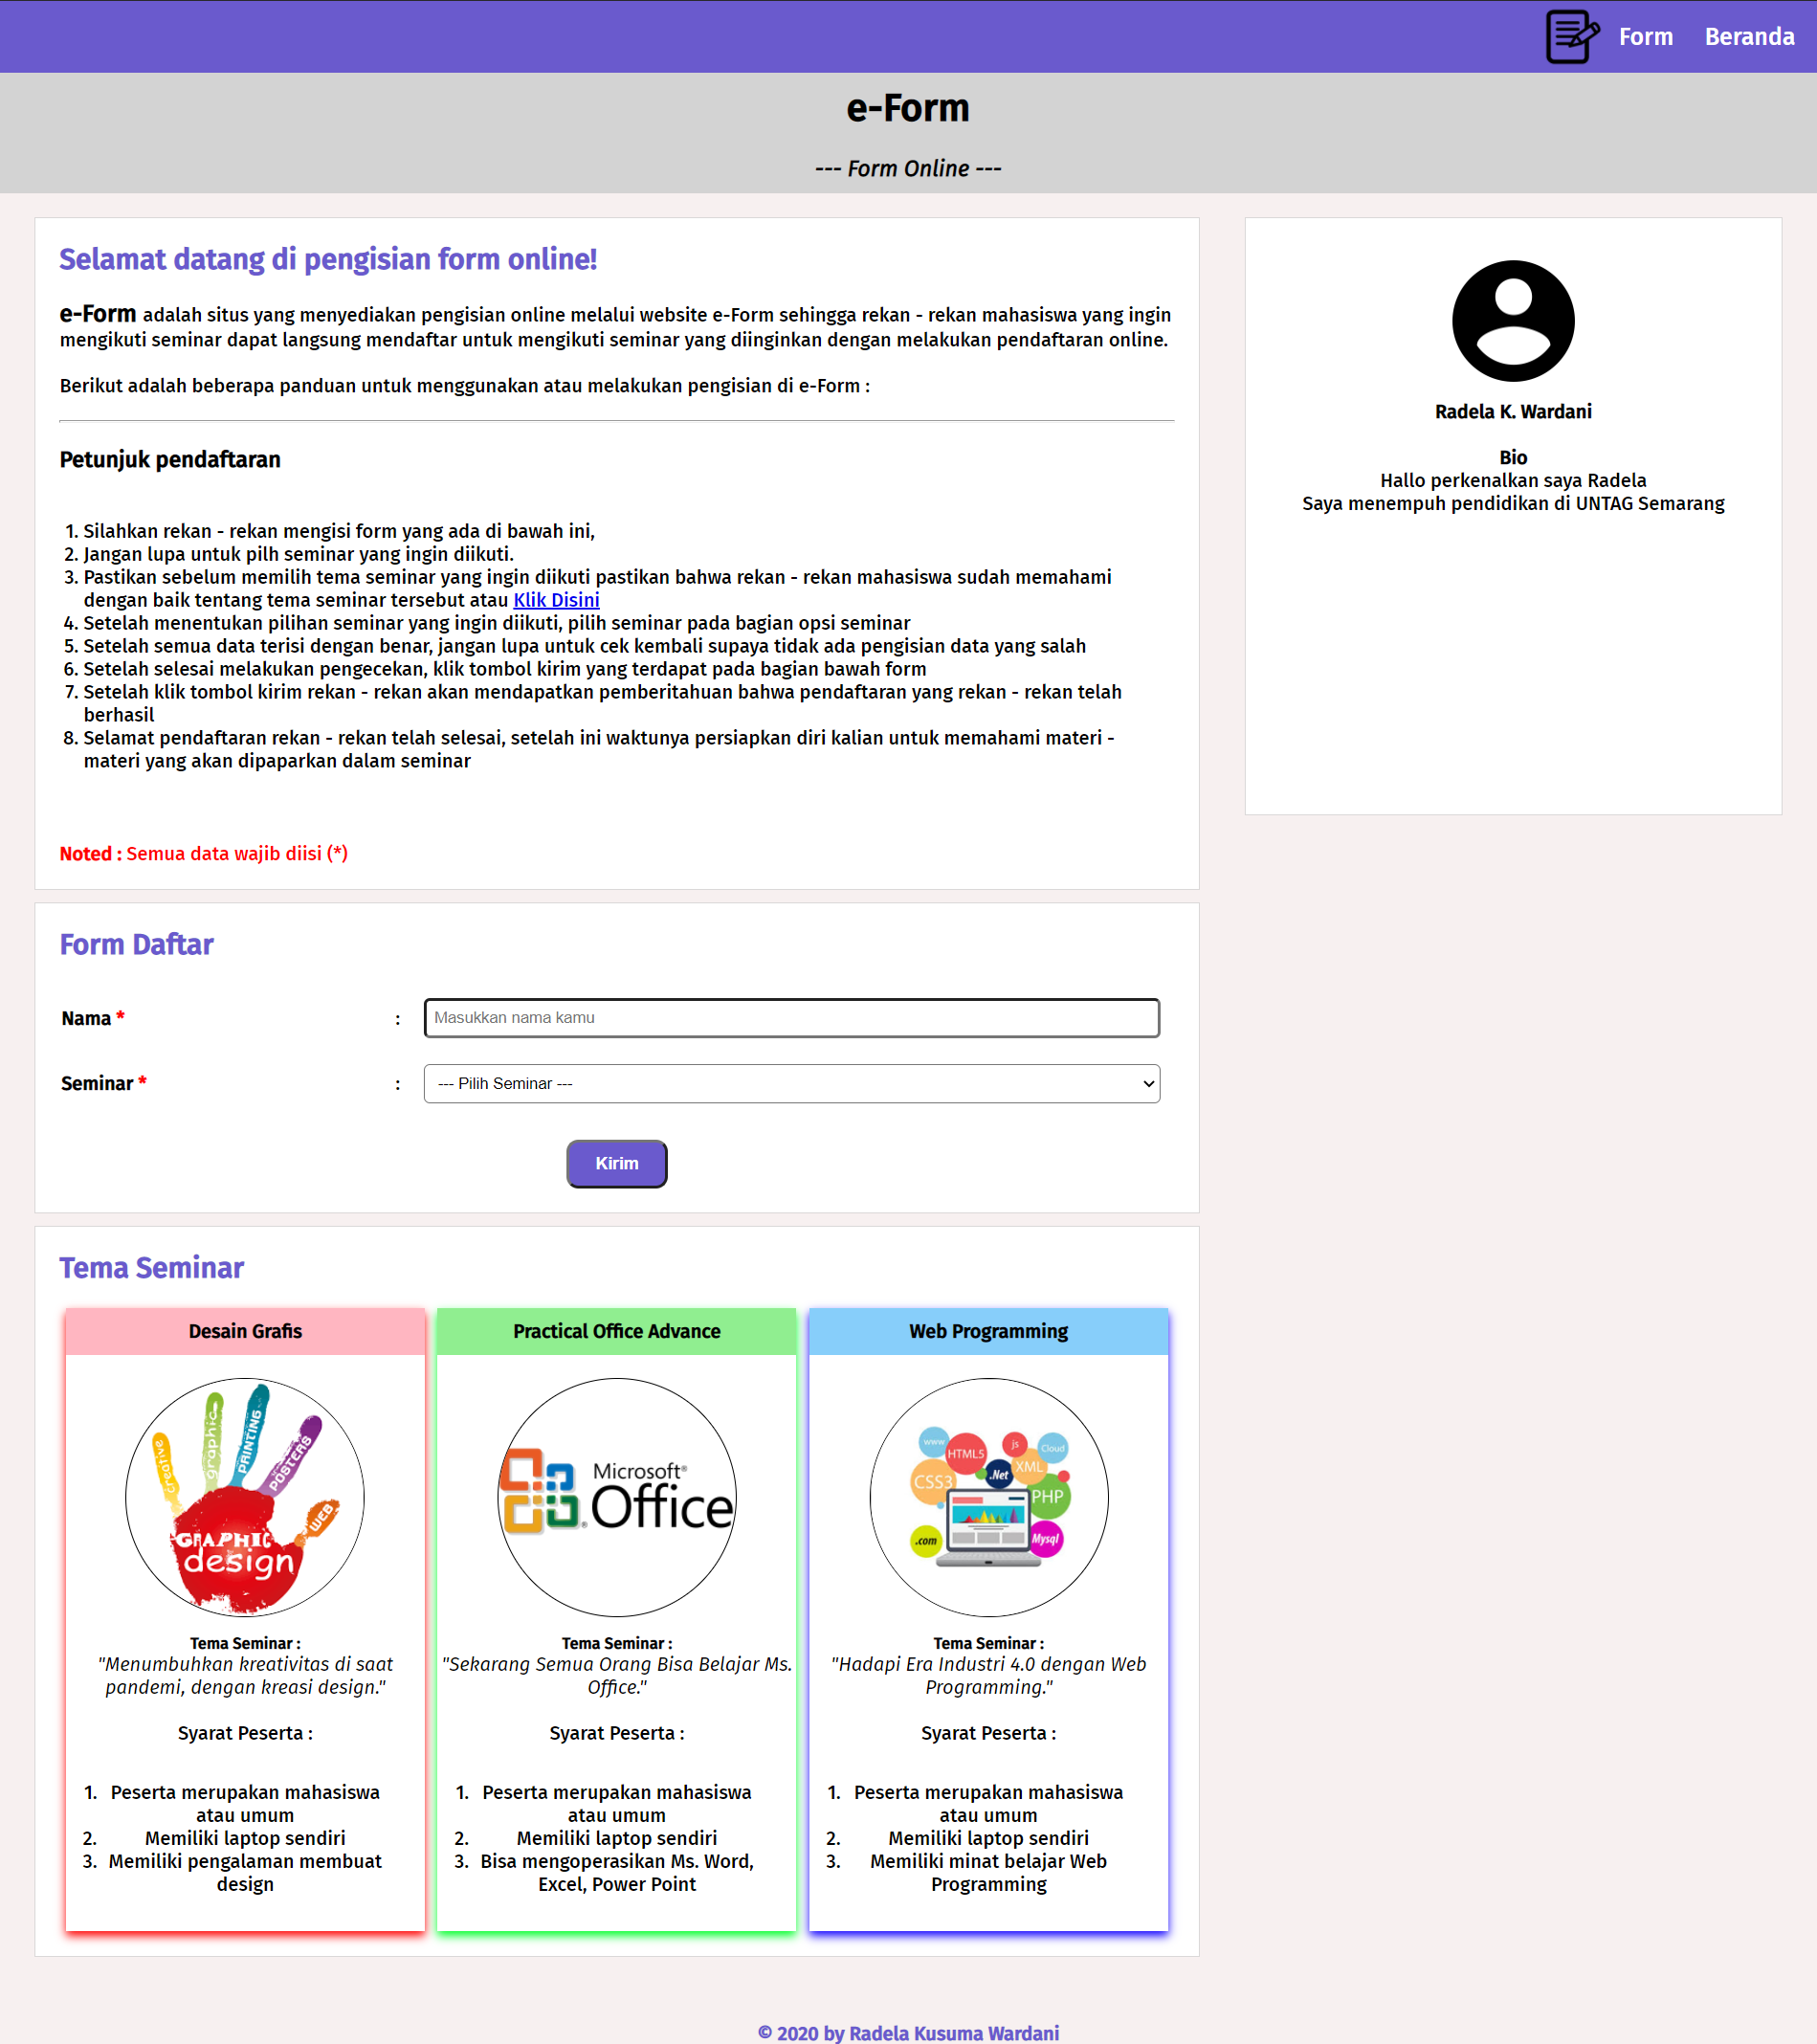 Form Beranda
e-Form
--- Form Online ---
Selamat datang di pengisian form online!
e-Form adalah situs yang menyediakan pengisian online melalui website e-Form sehingga rekan - rekan mahasiswa yang ingin
mengikuti seminar dapat langsung mendaftar untuk mengikuti seminar yang diinginkan dengan melakukan pendaftaran online.
Berikut adalah beberapa panduan untuk menggunakan atau melakukan pengisian di e-Form :
Petunjuk pendaftaran
1. Silahkan rekan - rekan mengisi form yang ada di bawah ini,
2. Jangan lupa untuk pilh seminar yang ingin diikuti.
3. Pastikan sebelum memilih tema seminar yang ingin diikuti pastikan bahwa rekan - rekan mahasiswa sudah memahami
dengan baik tentang tema seminar tersebut atau Klik Disini
4. Setelah menentukan pilihan seminar yang ingin diikuti, pilih seminar pada bagian opsi seminar
5. Setelah semua data terisi dengan benar, jangan lupa untuk cek kembali supaya tidak ada pengisian data yang salah
6. Setelah selesai melakukan pengecekan, klik tombol kirim yang terdapat pada bagian bawah form
7. Setelah klik tombol kirim rekan - rekan akan mendapatkan pemberitahuan bahwa pendaftaran yang rekan - rekan telah
berhasil
8. Selamat pendaftaran rekan - rekan telah selesai, setelah ini waktunya persiapkan diri kalian untuk memahami materi -
materi yang akan dipaparkan dalam seminar
Noted : Semua data wajib diisi (*)
Radela K. Wardani
Bio
Hallo perkenalkan saya Radela
Saya menempuh pendidikan di UNTAG Semarang
Form Daftar
Nama * : Masukkan nama kamu
Seminar * : --- Pilih Seminar ---
Kirim
Tema Seminar
Desain Grafis
creative
graphic
PRINTING
POSTERS
WEB
GRAPHIC
design
Tema Seminar :
"Menumbuhkan kreativitas di saat
pandemi, dengan kreasi design."
Syarat Peserta :
1. Peserta merupakan mahasiswa
atau umum
2. Memiliki laptop sendiri
3. Memiliki pengalaman membuat
design
Practical Office Advance
Microsoft®
Office
Tema Seminar :
"Sekarang Semua Orang Bisa Belajar Ms.
Office."
Syarat Peserta :
1. Peserta merupakan mahasiswa
atau umum
2. Memiliki laptop sendiri
3. Bisa mengoperasikan Ms. Word,
Excel, Power Point
Web Programming
www
HTML5
js
Cloud
CSS3
.Net
XML
PHP
.com
Mysql
Tema Seminar :
"Hadapi Era Industri 4.0 dengan Web
Programming."
Syarat Peserta :
1. Peserta merupakan mahasiswa
atau umum
2. Memiliki laptop sendiri
3. Memiliki minat belajar Web
Programming
© 2020 by Radela Kusuma Wardani